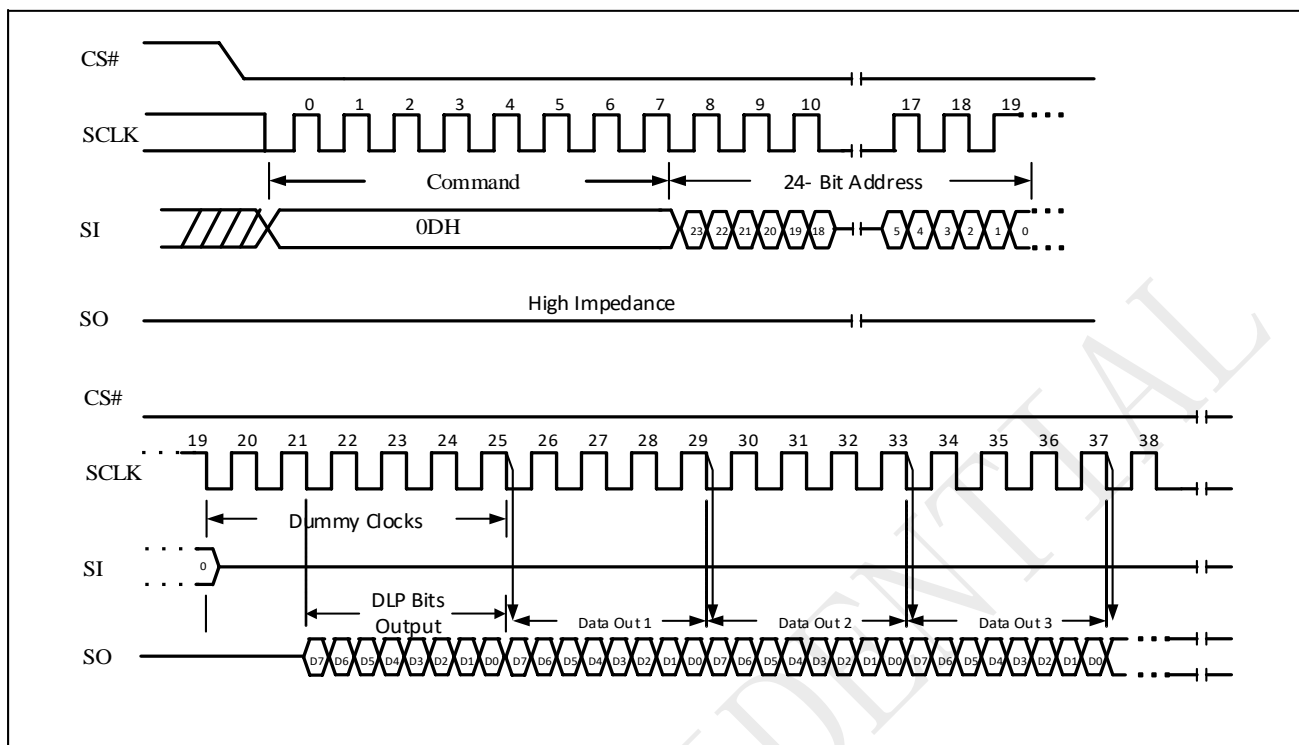 CS#
0 1 2 3 4 5 6 7 8 9 10 17 18 19
SCLK
Command 24- Bit Address
SI 0DH 23 22 21 20 19 18 5 4 3 2 1 0
High Impedance
SO
CS#
19 20 21 22 23 24 25 26 27 28 29 30 31 32 33 34 35 36 37 38
SCLK
Dummy Clocks
SI 0
DLP Bits
Output Data Out 1 Data Out 2 Data Out 3
SO D7 D6 D5 D4 D3 D2 D1 D0 D7 D6 D5 D4 D3 D2 D1 D0 D7 D6 D5 D4 D3 D2 D1 D0 D7 D6 D5 D4 D3 D2 D1 D0